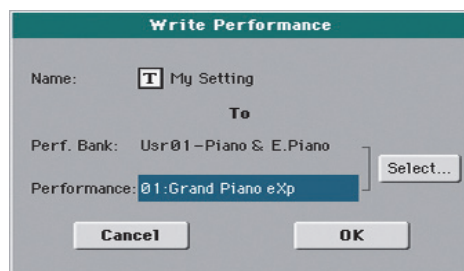 Write Performance
Name: T My Setting
To
Perf. Bank: Usr01-Piano & E.Piano
Select...
Performance: 01:Grand Piano eXp
Cancel OK